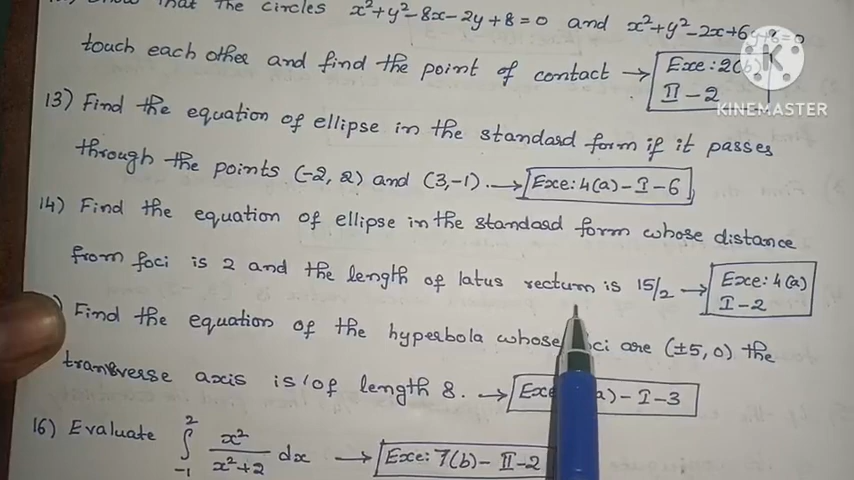 that the circles x²+y²-8x-2y+8=0 and x²+y²-2x+6y
touch each other and find the point of contact → Exe: 2(b)
II-2
KINEMASTER
13) Find the equation of ellipse in the standard form if it passes
through the points (-2, 2) and (3,-1). → Exe: 4(a)-I-6
14) Find the equation of ellipse in the standard form whose distance
from foci is 2 and the length of latus rectum is 15/2 → Exe: 4(a)
I-2
Find the equation of the hyperbola whose foci are (±5, 0) the
transverse axis is of length 8. → Exe a)-I-3
16) Evaluate ∫₋₁² x²/(x²+2) dx → Exe: 7(b)-II-2